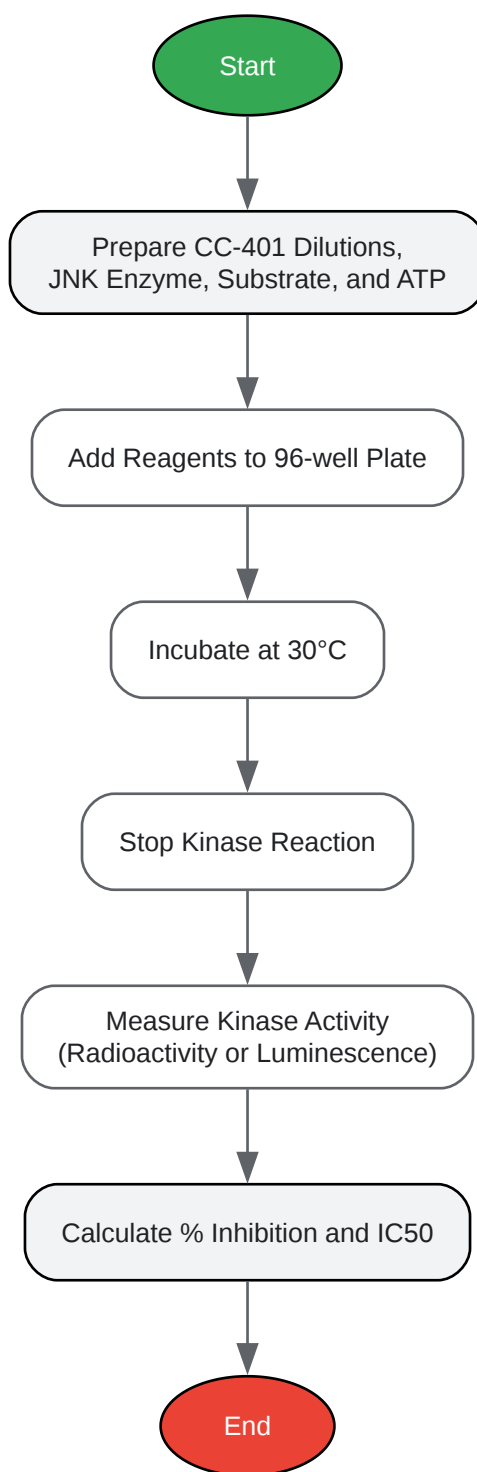 Start
Prepare CC-401 Dilutions,
JNK Enzyme, Substrate, and ATP
Add Reagents to 96-well Plate
Incubate at 30°C
Stop Kinase Reaction
Measure Kinase Activity
(Radioactivity or Luminescence)
Calculate % Inhibition and IC50
End